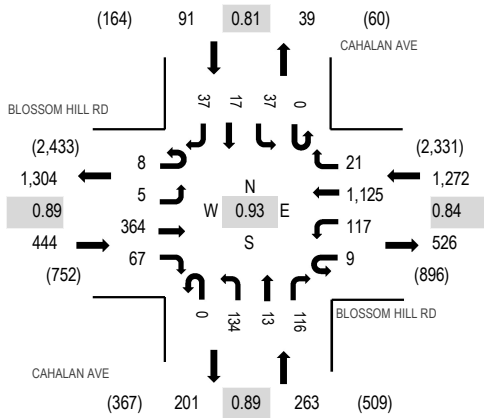 (164) 91 0.81 39 (60)
CAHALAN AVE
BLOSSOM HILL RD
37 17 37 0
(2,433) (2,331)
8 21
1,304 1,272
5 N 1,125
0.89 W 0.93 E 0.84
364 S 117
444 526
67 9
(752) (896)
0 134 13 116
BLOSSOM HILL RD
CAHALAN AVE
(367) 201 0.89 263 (509)